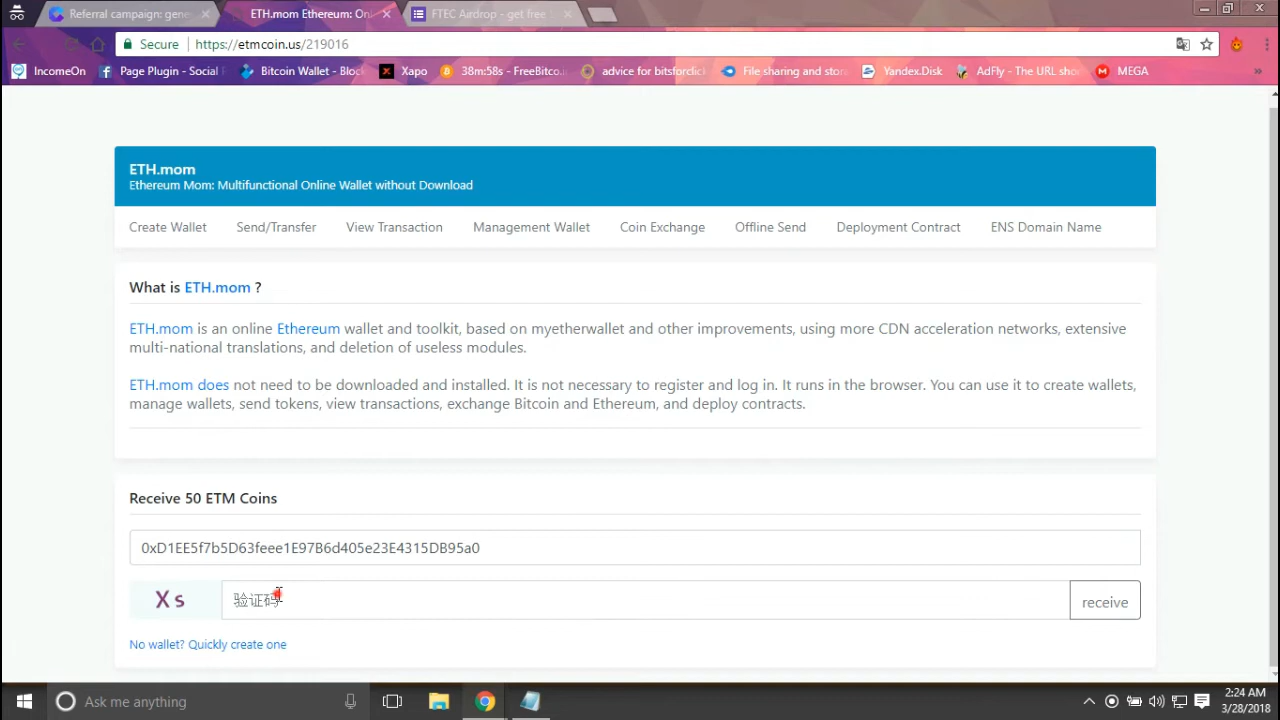 Referral campaign: gene
ETH.mom Ethereum: Onl
FTEC Airdrop - get free
Secure
https://etmcoin.us/219016
IncomeOn
Page Plugin - Social
Bitcoin Wallet - Block
Xapo
38m:58s - FreeBitco.in
advice for bitsforclick
File sharing and stora
Yandex.Disk
AdFly - The URL sho
MEGA
ETH.mom
Ethereum Mom: Multifunctional Online Wallet without Download
Create Wallet
Send/Transfer
View Transaction
Management Wallet
Coin Exchange
Offline Send
Deployment Contract
ENS Domain Name
What is ETH.mom ?
ETH.mom is an online Ethereum wallet and toolkit, based on myetherwallet and other improvements, using more CDN acceleration networks, extensive
multi-national translations, and deletion of useless modules.
ETH.mom does not need to be downloaded and installed. It is not necessary to register and log in. It runs in the browser. You can use it to create wallets,
manage wallets, send tokens, view transactions, exchange Bitcoin and Ethereum, and deploy contracts.
Receive 50 ETM Coins
0xD1EE5f7b5D63feee1E97B6d405e23E4315DB95a0
X s
验证码
receive
No wallet? Quickly create one
Ask me anything
2:24 AM
3/28/2018